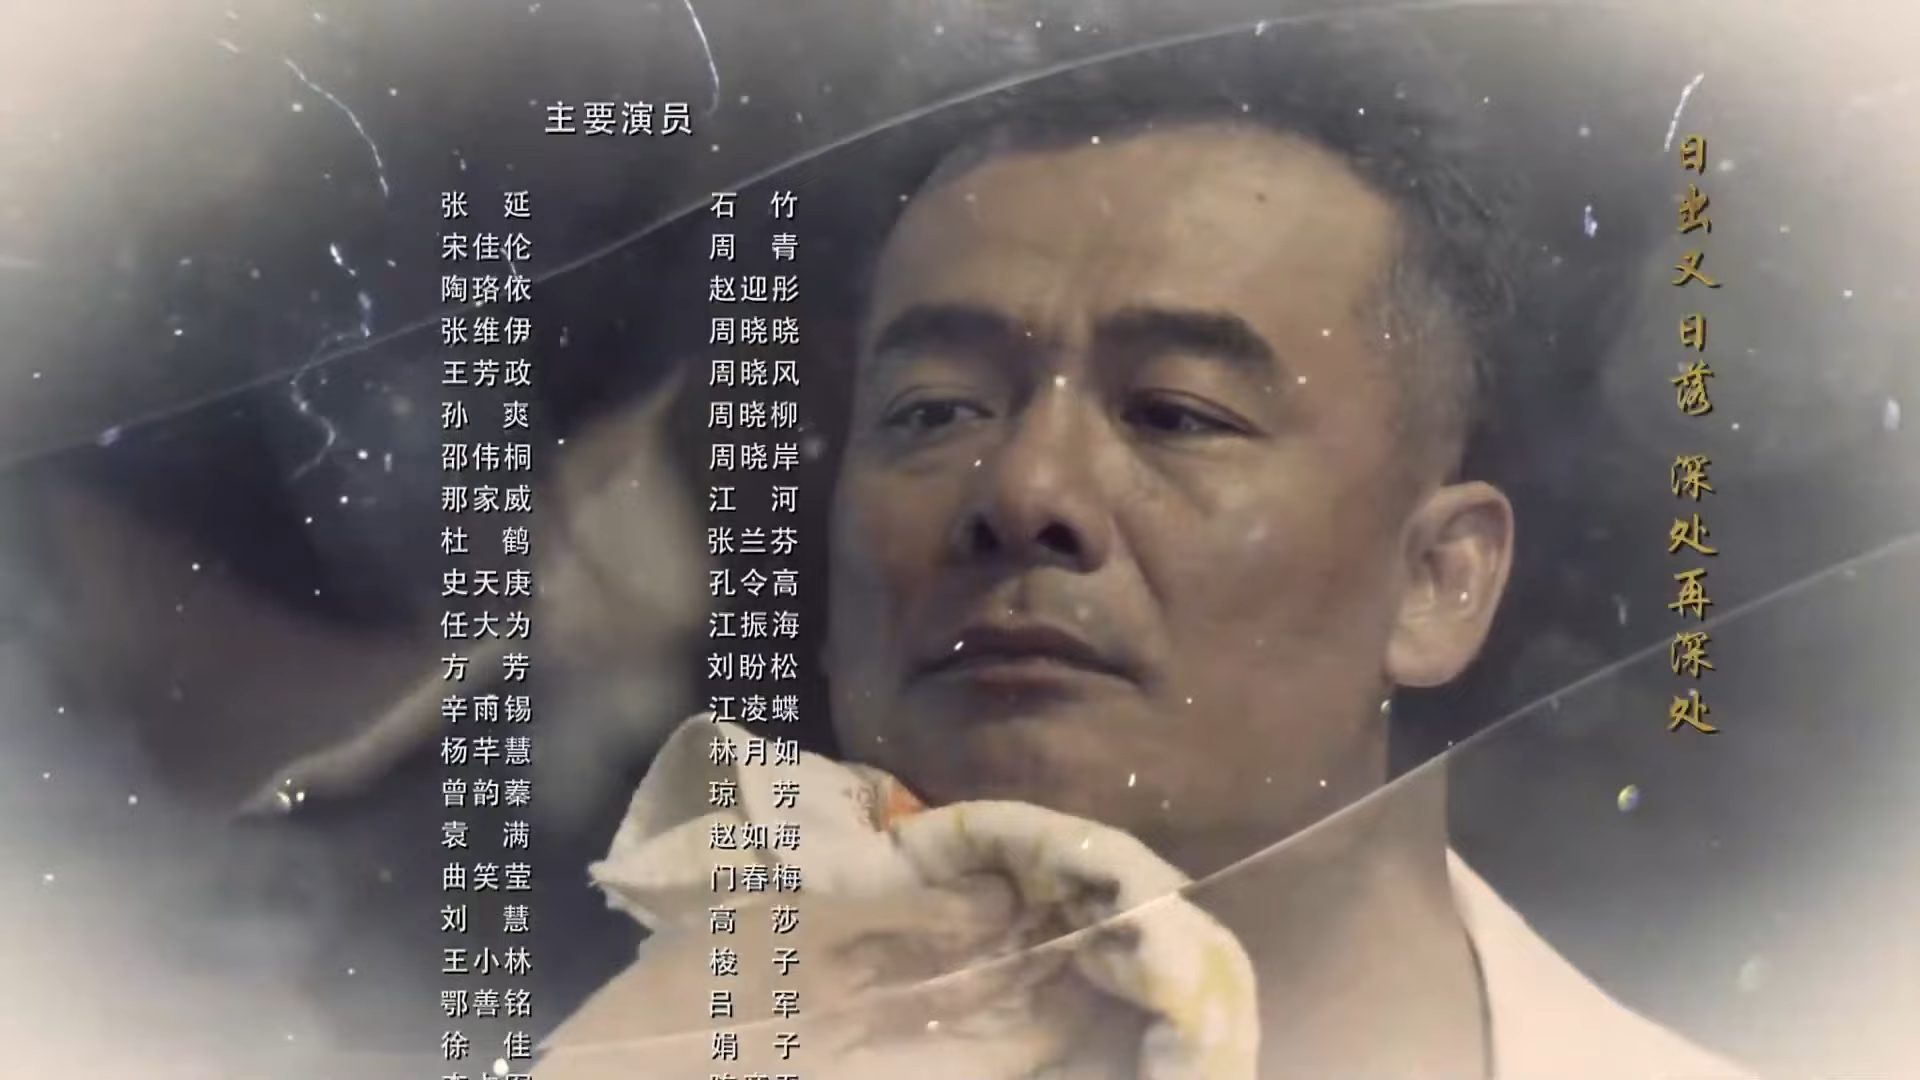 主要演员
张 延 石 竹
宋佳伦 周 青
陶珞依 赵迎彤
张维伊 周晓晓
王芳政 周晓风
孙 爽 周晓柳
邵伟桐 周晓岸
那家威 江 河
杜 鹤 张兰芬
史天庚 孔令高
任大为 江振海
方 芳 刘盼松
辛雨锡 江凌蝶
杨芊慧 林月如
曾韵蓁 琼 芳
袁 满 赵如海
曲笑莹 门春梅
刘 慧 高 莎
王小林 梭 子
鄂善铭 吕 军
徐 佳 娟 子
日出又日落 深处再深处